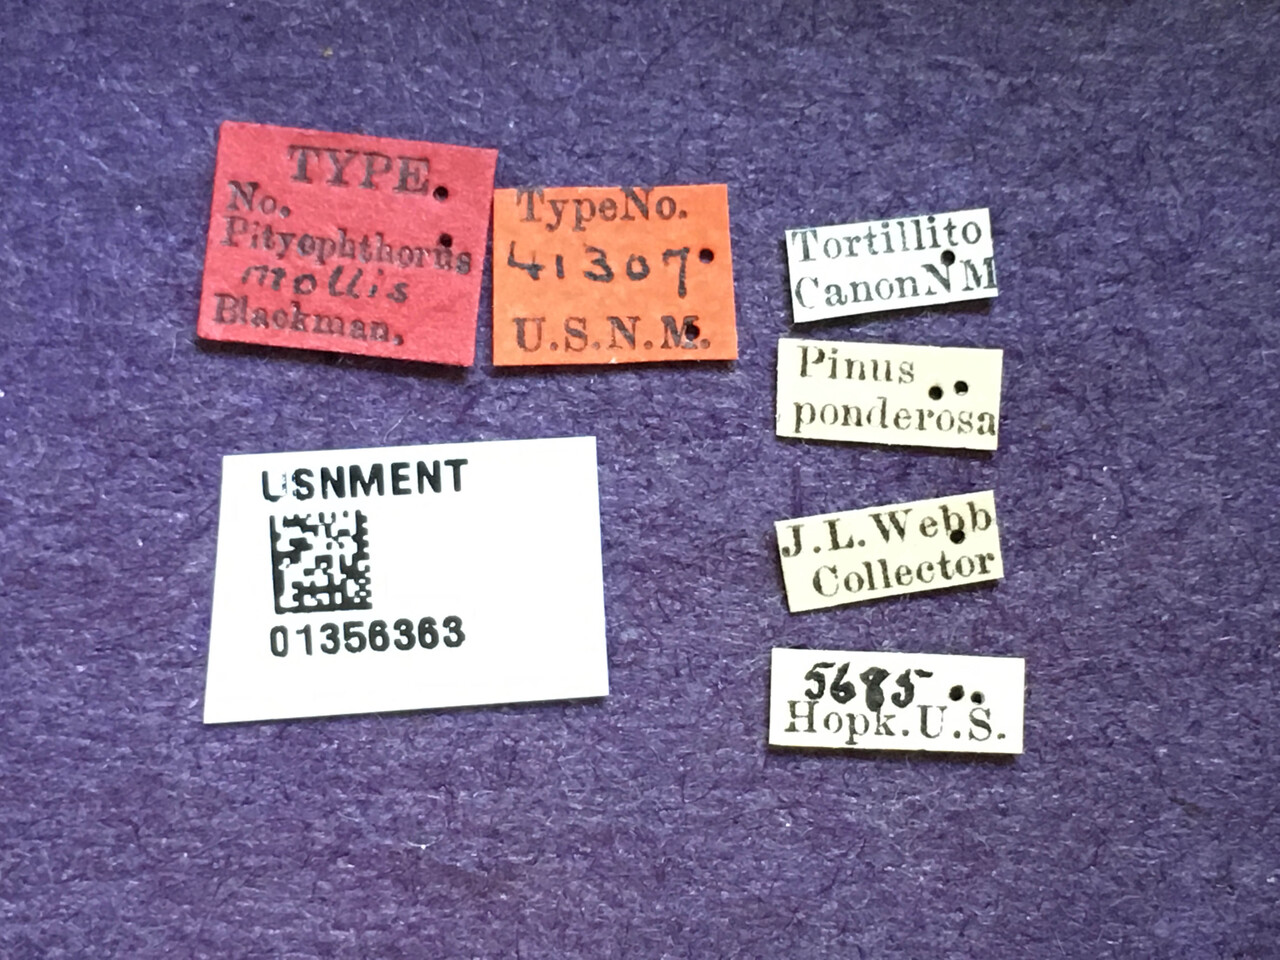 TYPE.
No.
Pityophthorus
mollis
Blackman.
TypeNo.
41307
U.S.N.M.
Tortillito
CanonNM
Pinus
ponderosa
J.L.Webb
Collector
5685
Hopk.U.S.
USNMENT
01356363